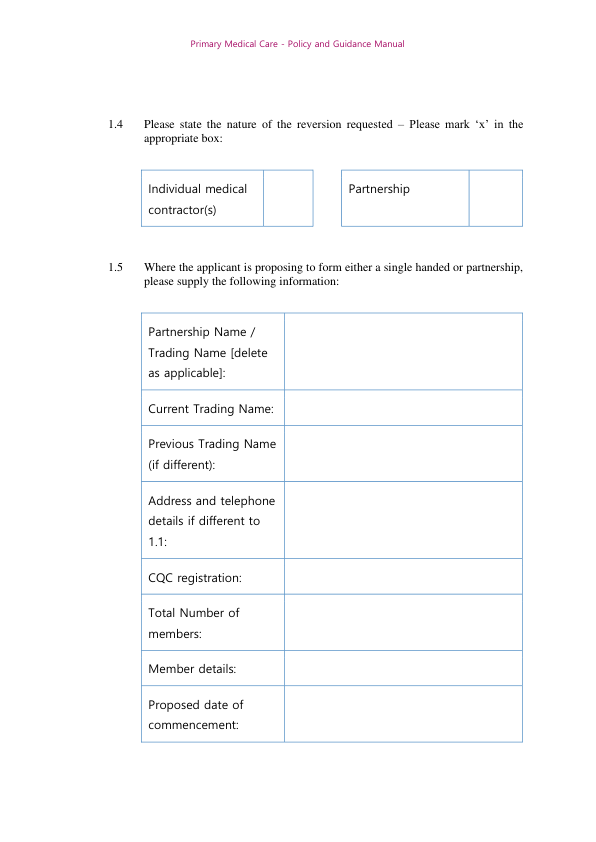 Primary Medical Care - Policy and Guidance Manual
1.4 Please state the nature of the reversion requested – Please mark ‘x’ in the
appropriate box:
Individual medical
contractor(s)
Partnership
1.5 Where the applicant is proposing to form either a single handed or partnership,
please supply the following information:
Partnership Name /
Trading Name [delete
as applicable]:
Current Trading Name:
Previous Trading Name
(if different):
Address and telephone
details if different to
1.1:
CQC registration:
Total Number of
members:
Member details:
Proposed date of
commencement: